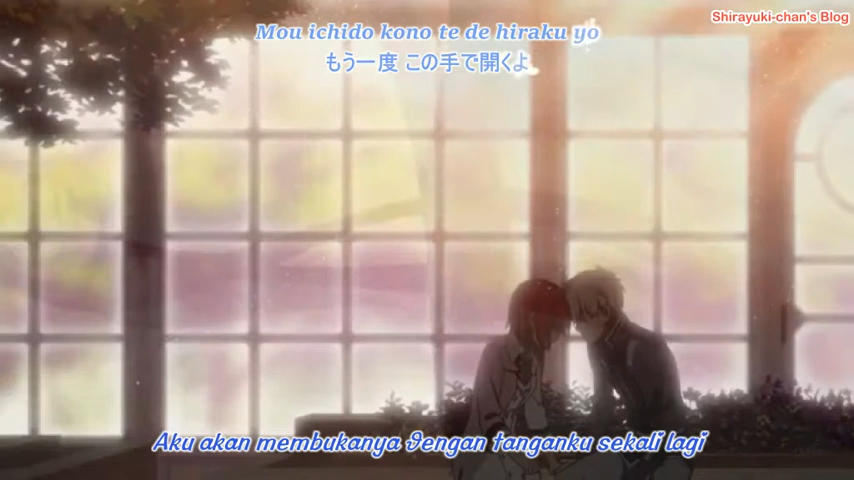 Shirayuki-chan's Blog
Mou ichido kono te de hiraku yo
もう一度 この手で開くよ
Aku akan membukanya dengan tanganku sekali lagi